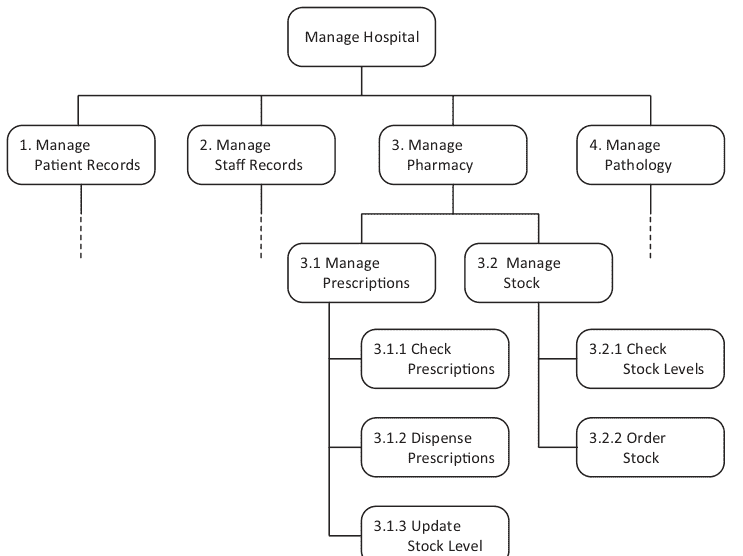 Manage Hospital
1. Manage
Patient Records
2. Manage
Staff Records
3. Manage
Pharmacy
4. Manage
Pathology
3.1 Manage
Prescriptions
3.2 Manage
Stock
3.1.1 Check
Prescriptions
3.2.1 Check
Stock Levels
3.1.2 Dispense
Prescriptions
3.2.2 Order
Stock
3.1.3 Update
Stock Level